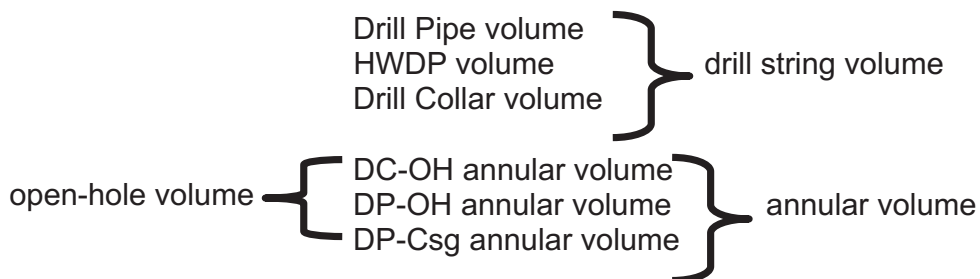 Drill Pipe volume
HWDP volume
Drill Collar volume
drill string volume
open-hole volume
DC-OH annular volume
DP-OH annular volume
DP-Csg annular volume
annular volume